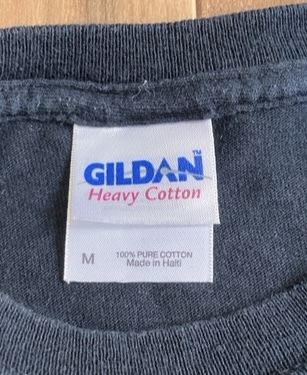 GILDAN™
Heavy Cotton
M
100% PURE COTTON
Made in Haiti